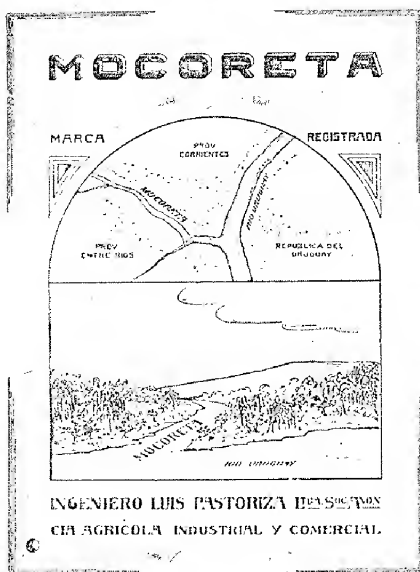 MOCORETA
MARCA REGISTRADA
PROV
CORRIENTES
MOCORETA
RIO URUGUAY
PROV
ENTRE RIOS
REPUBLICA DEL
URUGUAY
MOCORETA
RIO URUGUAY
INGENIERO LUIS PASTORIZA
CIA AGRICOLA INDUSTRIAL Y COMERCIAL